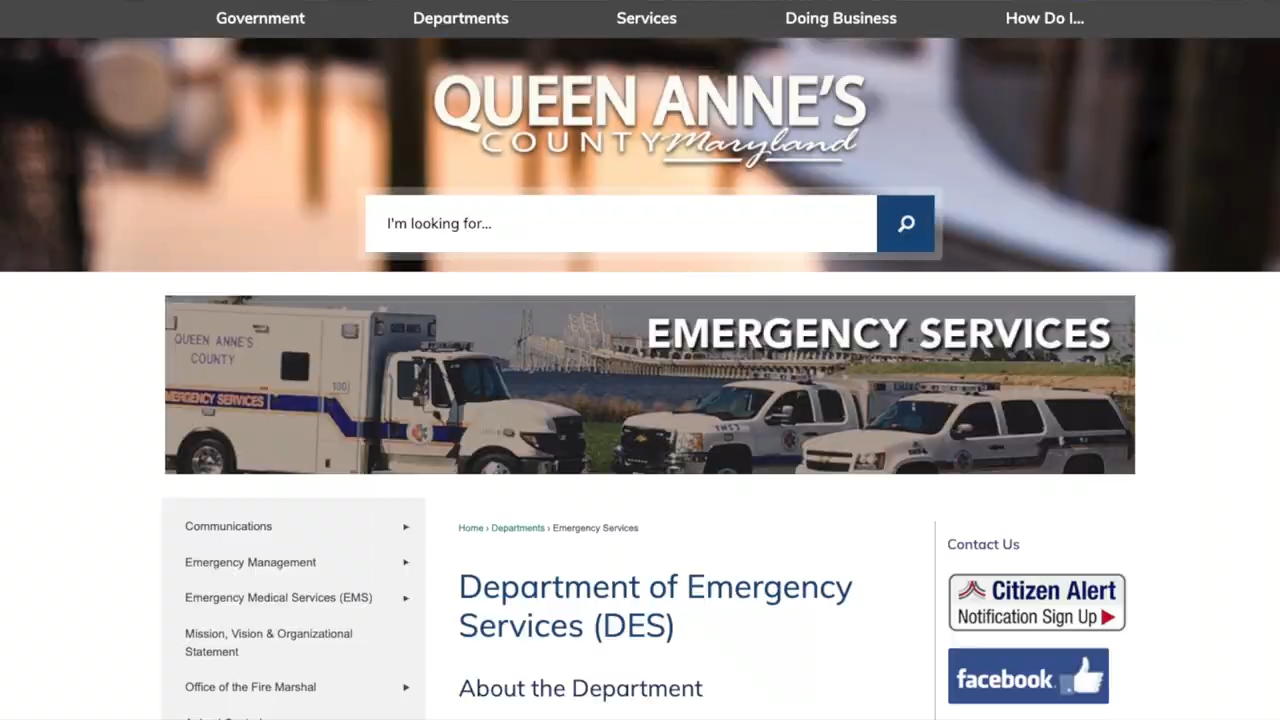 Government
Departments
Services
Doing Business
How Do I...
QUEEN ANNE'S
COUNTY Maryland
I'm looking for...
EMERGENCY SERVICES
QUEEN ANNE'S
COUNTY
100
EMERGENCY SERVICES
Communications
Emergency Management
Emergency Medical Services (EMS)
Mission, Vision & Organizational
Statement
Office of the Fire Marshal
Home › Departments › Emergency Services
Department of Emergency
Services (DES)
About the Department
Contact Us
Citizen Alert
Notification Sign Up
facebook